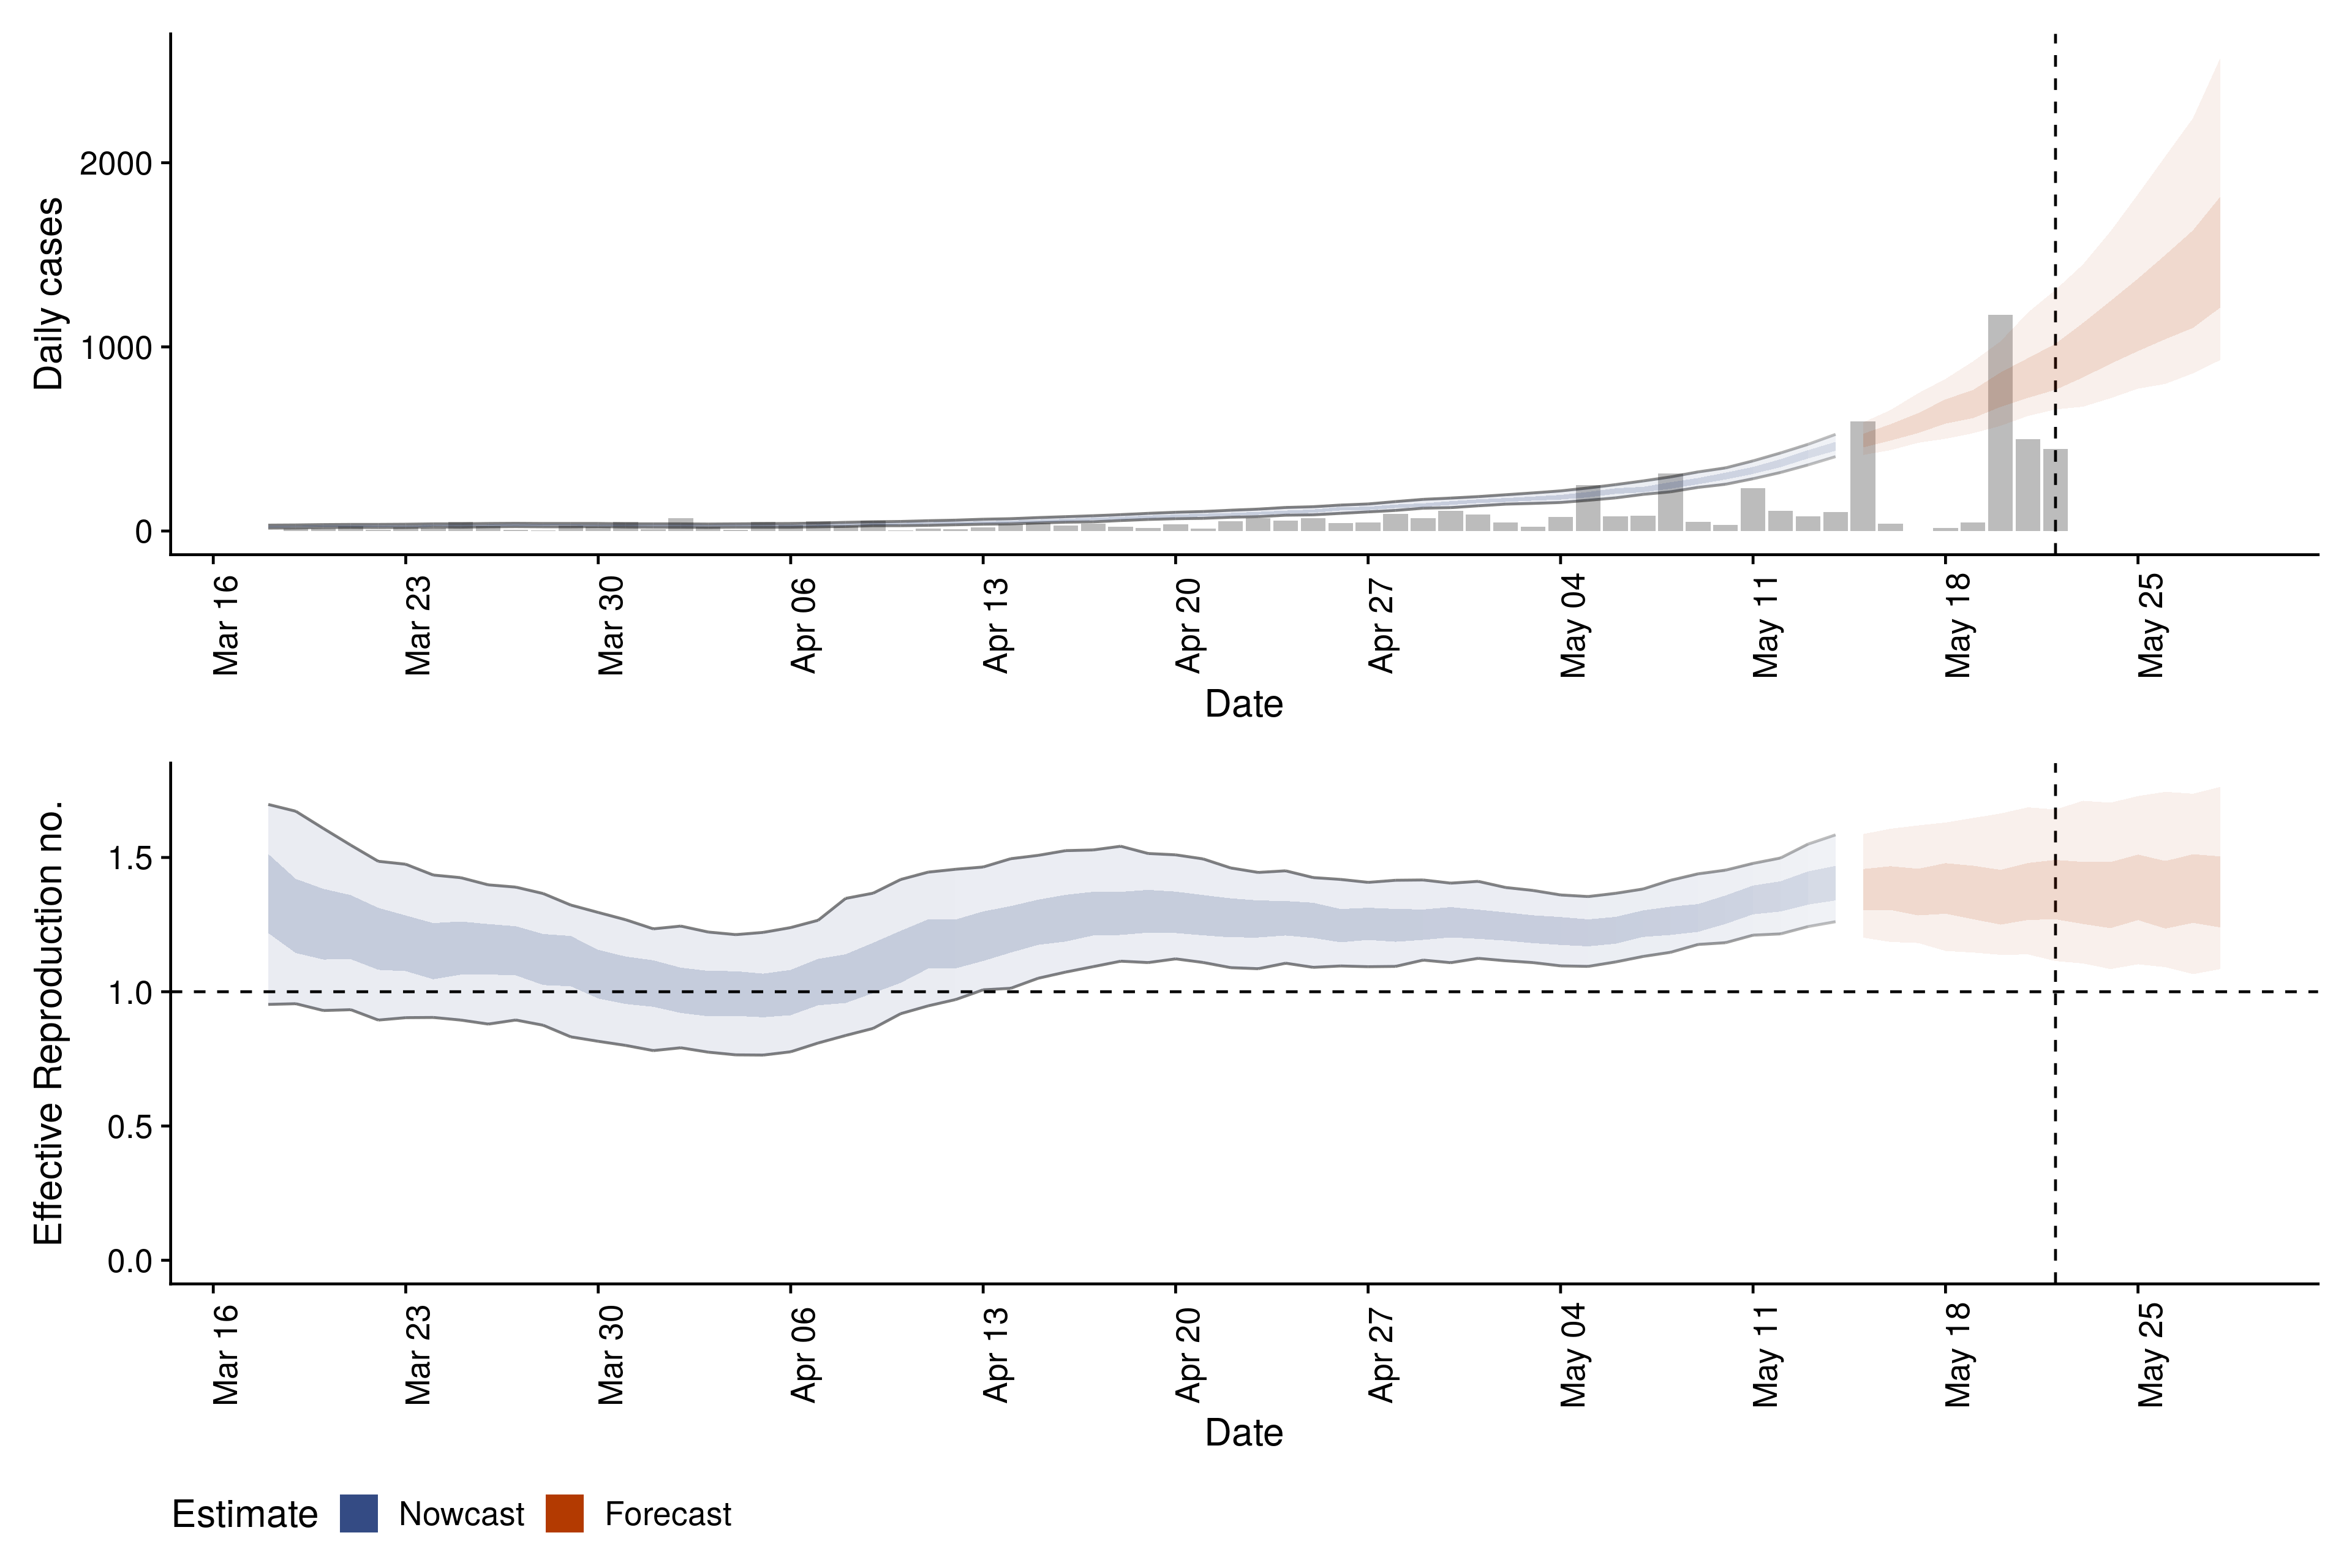 Daily cases
2000
1000
0
Mar 16 Mar 23 Mar 30 Apr 06 Apr 13 Apr 20 Apr 27 May 04 May 11 May 18 May 25
Date
Effective Reproduction no.
1.5
1.0
0.5
0.0
Mar 16 Mar 23 Mar 30 Apr 06 Apr 13 Apr 20 Apr 27 May 04 May 11 May 18 May 25
Date
Estimate Nowcast Forecast